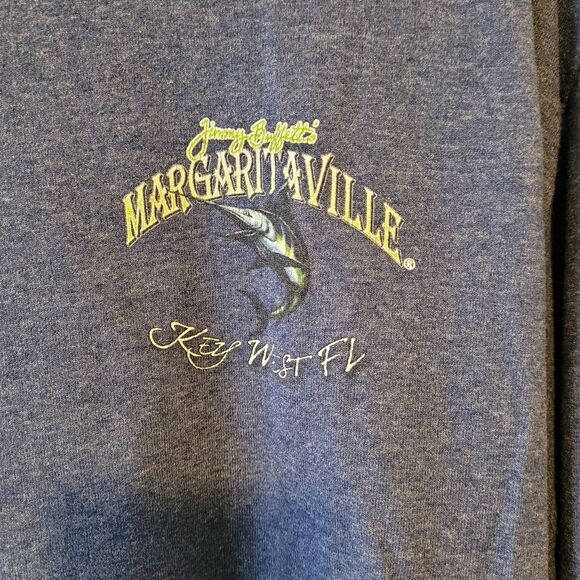 Jimmy Buffett's
MARGARITAVILLE®
KEY WEST FL